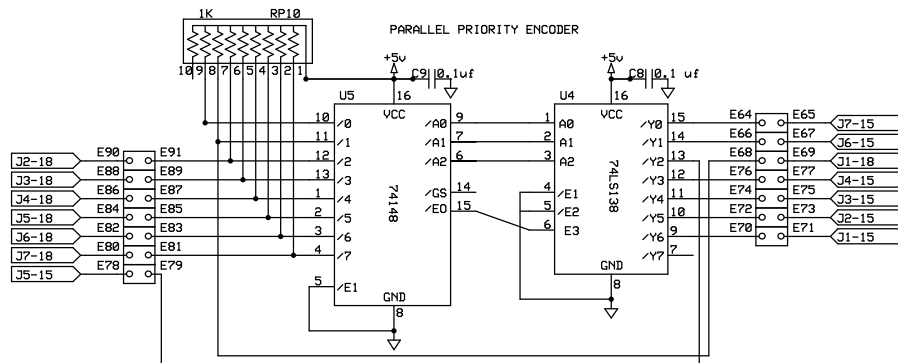 1K RP10
PARALLEL PRIORITY ENCODER
10 9 8 7 6 5 4 3 2 1
+5v
C9 0.1uf
+5v
C8 0.1 uf
U5
16
VCC
U4
16
VCC
10 /0 /A0 9
11 /1 /A1 7
12 /2 /A2 6
13 /3
1 /4 /GS 14
2 /5 /EO 15
3 /6
4 /7
5 /E1
74148
GND
8
1 A0 /Y0 15
2 A1 /Y1 14
3 A2 /Y2 13
/Y3 12
4 /E1 /Y4 11
5 /E2 /Y5 10
6 E3 /Y6 9
/Y7 7
74LS138
GND
8
J2-18 E90 E91
J3-18 E88 E89
J4-18 E86 E87
J5-18 E84 E85
J6-18 E82 E83
J7-18 E80 E81
J5-15 E78 E79
E64 E65 J7-15
E66 E67 J6-15
E68 E69 J1-18
E76 E77 J4-15
E74 E75 J3-15
E72 E73 J2-15
E70 E71 J1-15